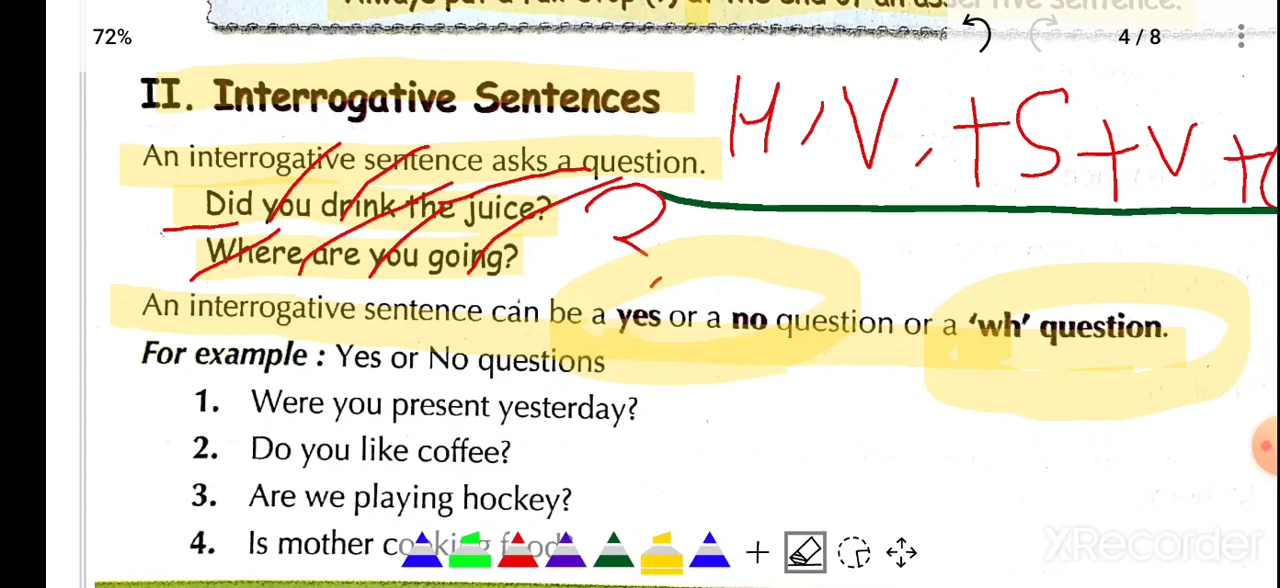 72%
4 / 8
II. Interrogative Sentences
H.V. + S + V +
An interrogative sentence asks a question.
Did you drink the juice?
Where are you going?
?
An interrogative sentence can be a yes or a no question or a ‘wh’ question.
For example : Yes or No questions
1. Were you present yesterday?
2. Do you like coffee?
3. Are we playing hockey?
4. Is mother cooking food
XRecorder